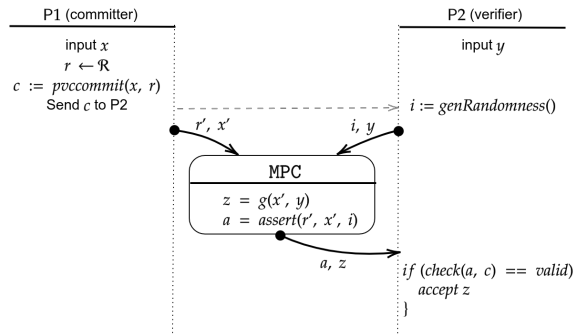 P1 (committer)
P2 (verifier)
input x
input y
r ← ℛ
c := pvccommit(x, r)
Send c to P2
i := genRandomness()
r′, x′
i, y
MPC
z = g(x′, y)
a = assert(r′, x′, i)
a, z
if (check(a, c) == valid)
accept z
}